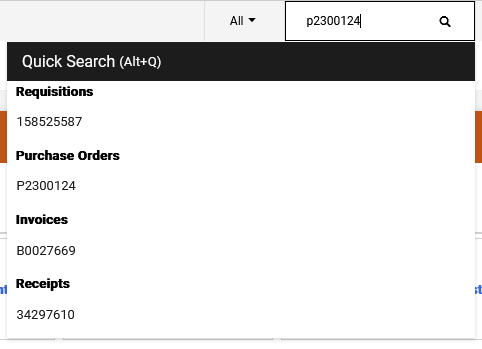 All
p2300124
Quick Search (Alt+Q)
Requisitions
158525587
Purchase Orders
P2300124
Invoices
B0027669
Receipts
34297610